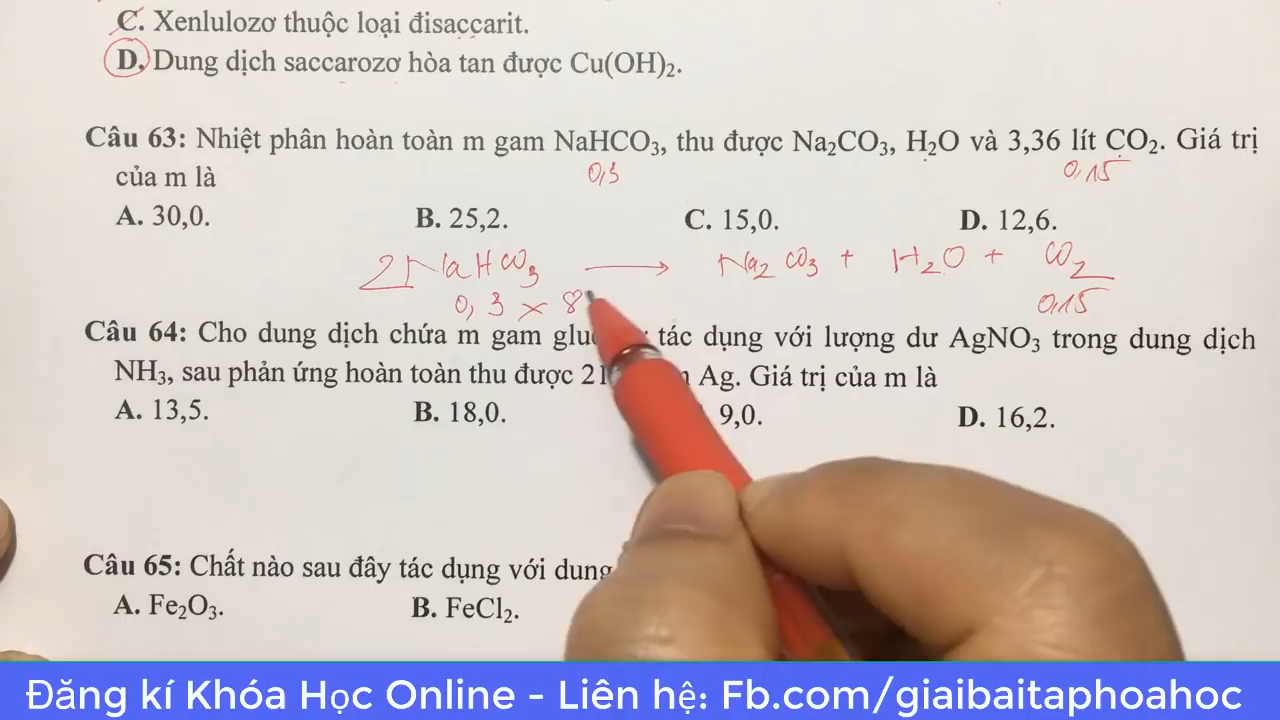 C. Xenlulozơ thuộc loại đisaccarit.
D. Dung dịch saccarozơ hòa tan được Cu(OH)₂.
Câu 63: Nhiệt phân hoàn toàn m gam NaHCO₃, thu được Na₂CO₃, H₂O và 3,36 lít CO₂. Giá trị
0,3 0,15
của m là
A. 30,0. B. 25,2. C. 15,0. D. 12,6.
2NaHCO₃ → Na₂CO₃ + H₂O + CO₂
0,3 × 8 0,15
Câu 64: Cho dung dịch chứa m gam tác dụng với lượng dư AgNO₃ trong dung dịch
NH₃, sau phản ứng hoàn toàn thu được Ag. Giá trị của m là
A. 13,5. B. 18,0. 9,0. D. 16,2.
Câu 65: Chất nào sau đây tác dụng với dung
A. Fe₂O₃. B. FeCl₂.
Đăng kí Khóa Học Online - Liên hệ: Fb.com/giaibaitaphoahoc